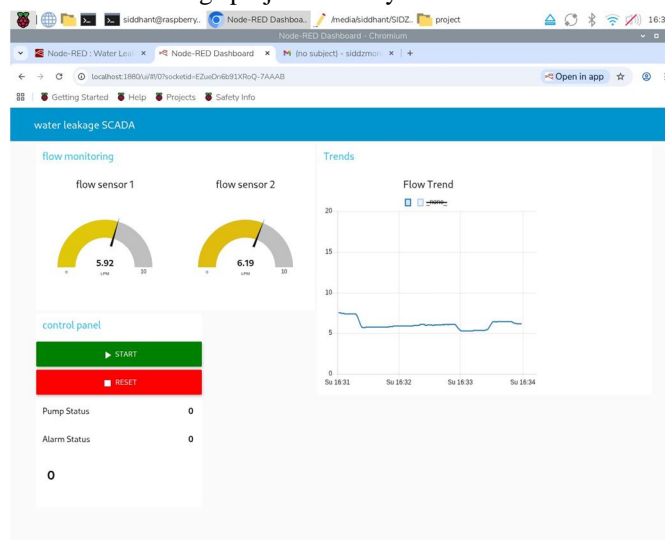 siddhant@raspberry.. Node-RED Dashboa.. /media/siddhant/SIDZ.. project 16:3
Node-RED Dashboard - Chromium
Node-RED : Water Leak Node-RED Dashboard (no subject) - siddzmor
localhost:1880/ui/#!/0?socketid=EZueDn6b91XRoQ-7AAAB Open in app
Getting Started Help Projects Safety Info
water leakage SCADA
flow monitoring
flow sensor 1
flow sensor 2
5.92
LPM
0
10
6.19
LPM
0
10
Trends
Flow Trend
_none_
20
15
10
5
0
Su 16:31 Su 16:32 Su 16:33 Su 16:34
control panel
START
RESET
Pump Status 0
Alarm Status 0
0